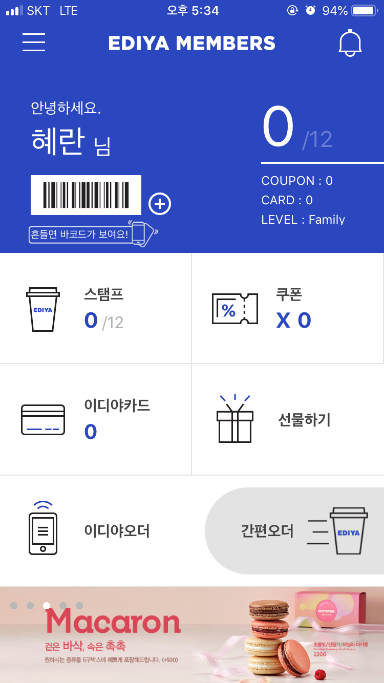 SKT LTE 오후 5:34 94%
EDIYA MEMBERS
안녕하세요.
혜란 님
0 /12
COUPON : 0
CARD : 0
LEVEL : Family
흔들면 바코드가 보여요!
스탬프
0 /12
쿠폰
X 0
이디야카드
0
선물하기
이디야오더
간편오더
EDIYA
EDIYA
Macaron
겉은 바삭, 속은 촉촉